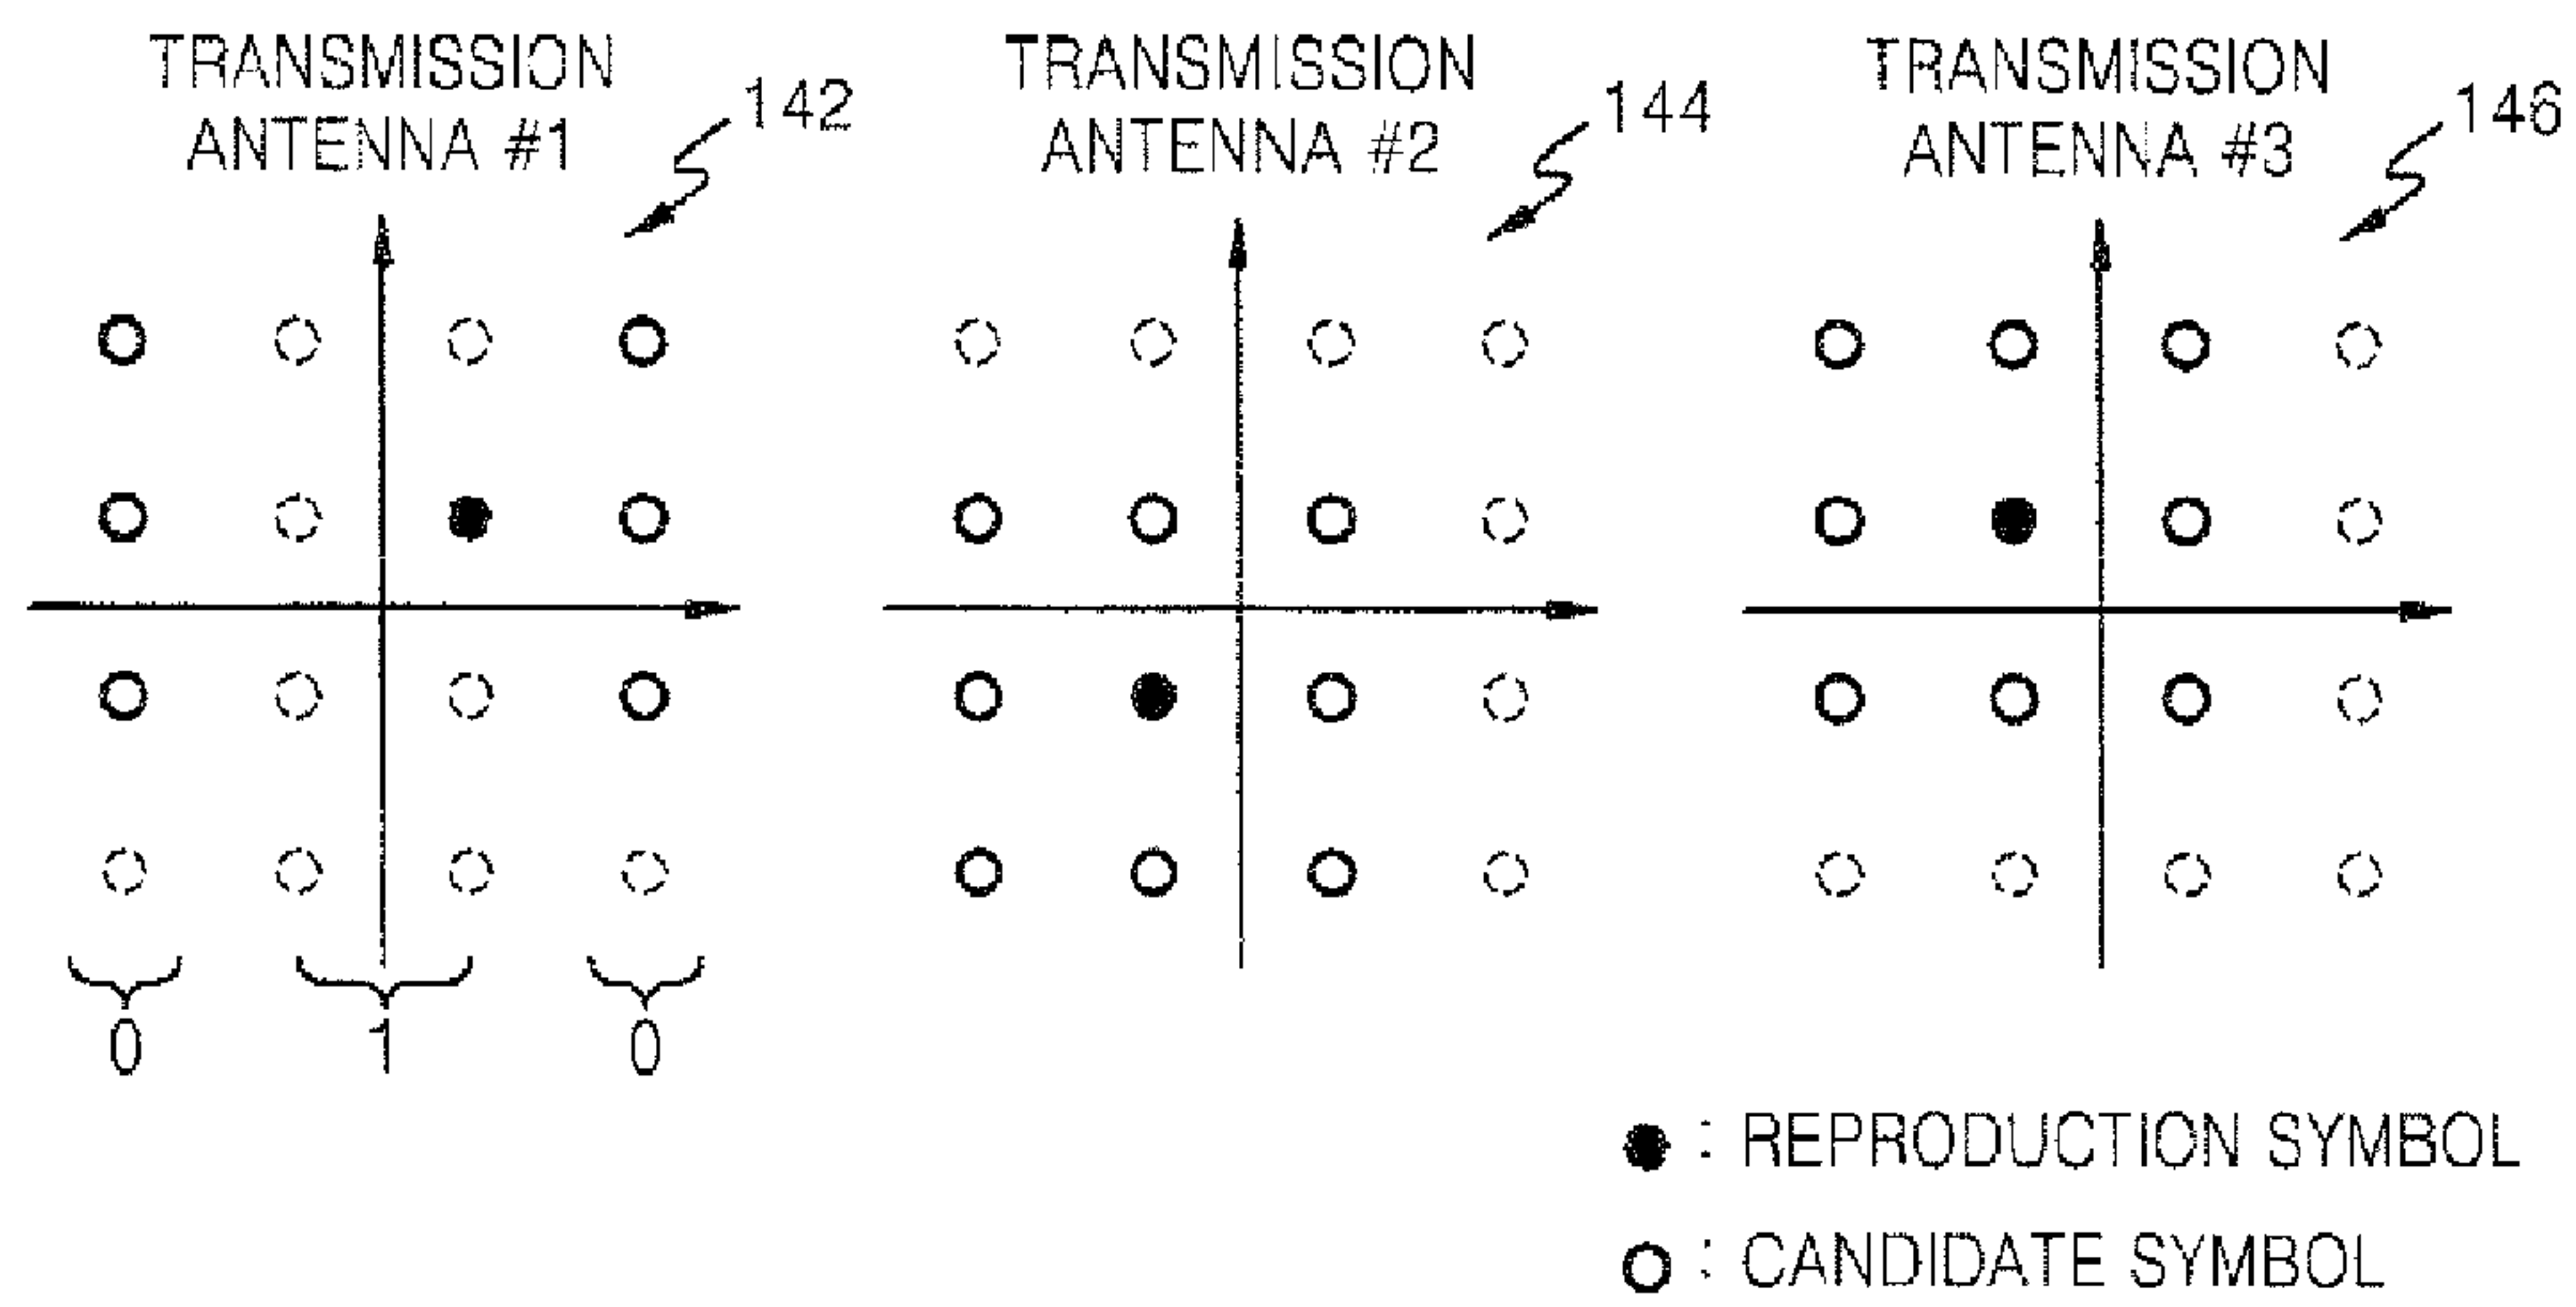 TRANSMISSION
ANTENNA #1
142
TRANSMISSION
ANTENNA #2
144
TRANSMISSION
ANTENNA #3
146
0
1
0
: REPRODUCTION SYMBOL
: CANDIDATE SYMBOL